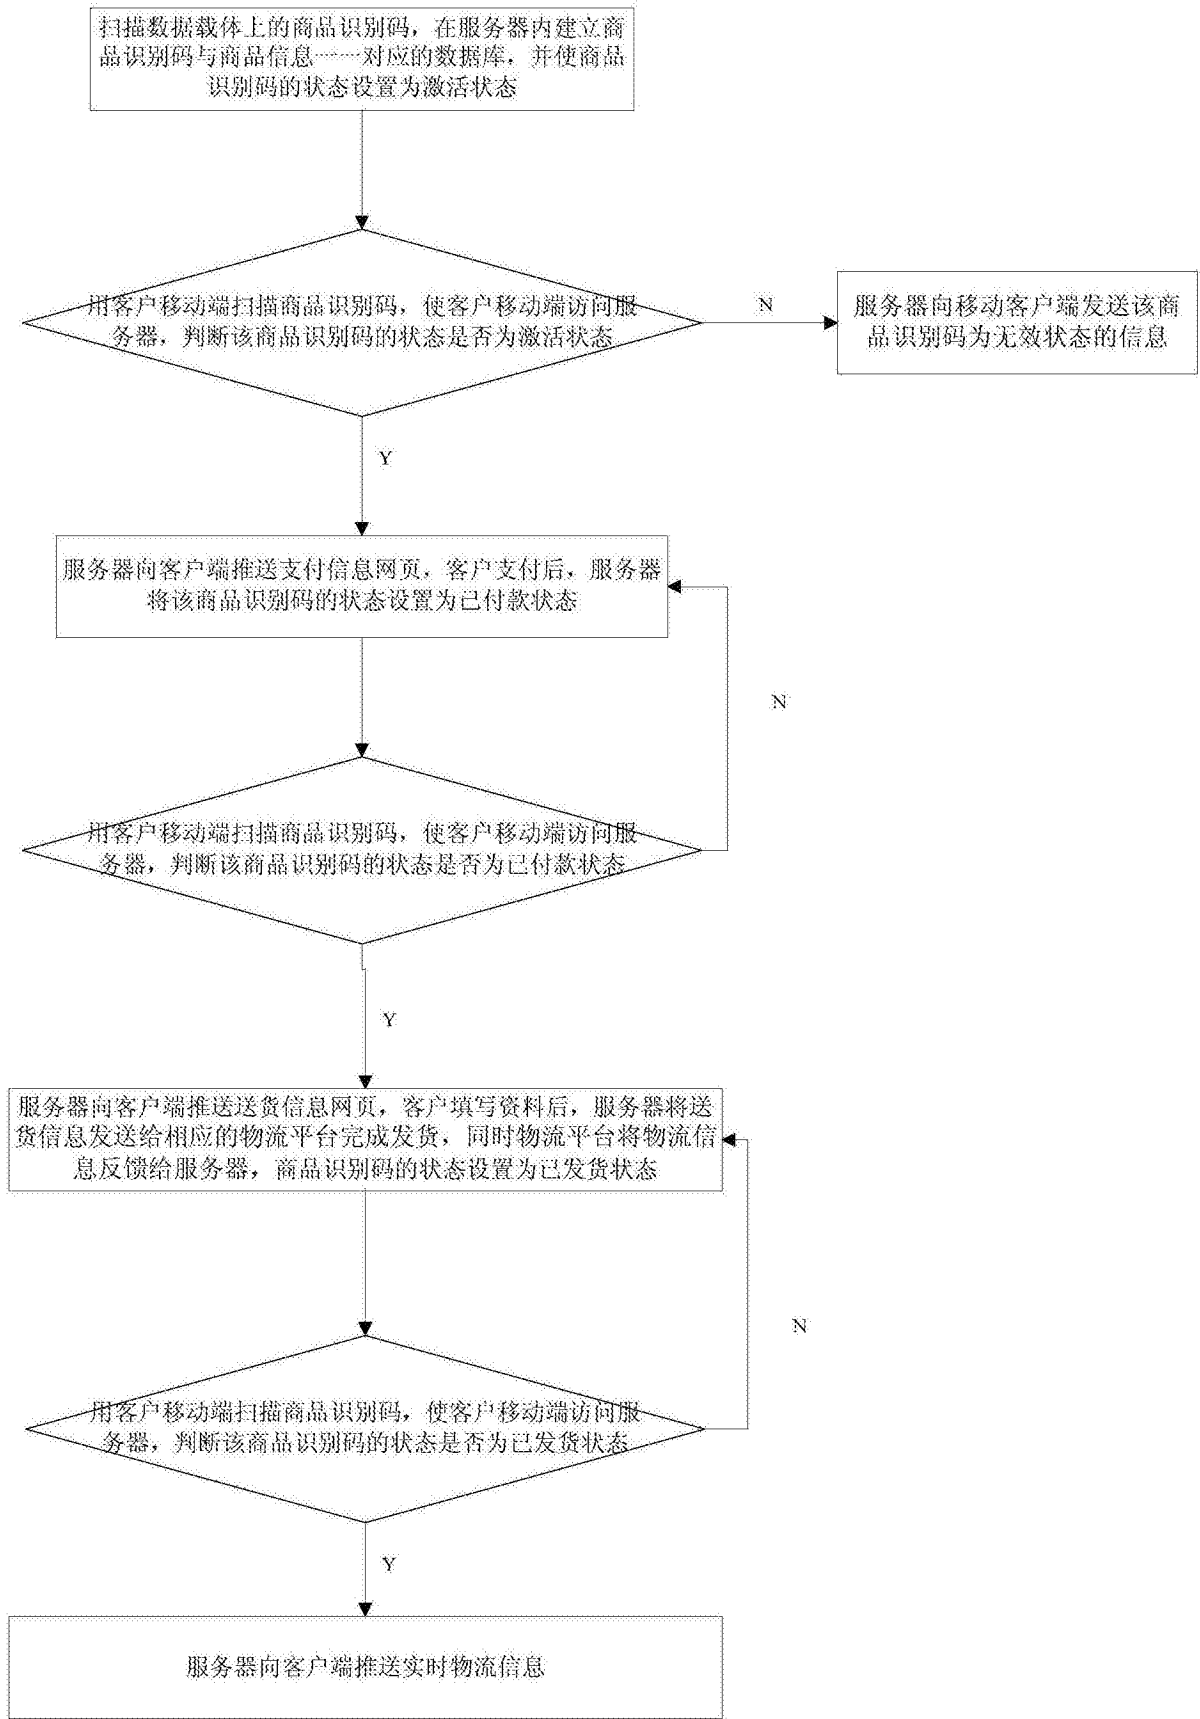 扫描数据载体上的商品识别码，在服务器内建立商
品识别码与商品信息一一对应的数据库，并使商品
识别码的状态设置为激活状态
用客户移动端扫描商品识别码，使客户移动端访问服
务器，判断该商品识别码的状态是否为激活状态
N
服务器向移动客户端发送该商
品识别码为无效状态的信息
Y
服务器向客户端推送支付信息网页，客户支付后，服务器
将该商品识别码的状态设置为已付款状态
N
用客户移动端扫描商品识别码，使客户移动端访问服
务器，判断该商品识别码的状态是否为已付款状态
Y
服务器向客户端推送送货信息网页，客户填写资料后，服务器将送
货信息发送给相应的物流平台完成发货，同时物流平台将物流信
息反馈给服务器，商品识别码的状态设置为已发货状态
N
用客户移动端扫描商品识别码，使客户移动端访问服
务器，判断该商品识别码的状态是否为已发货状态
Y
服务器向客户端推送实时物流信息